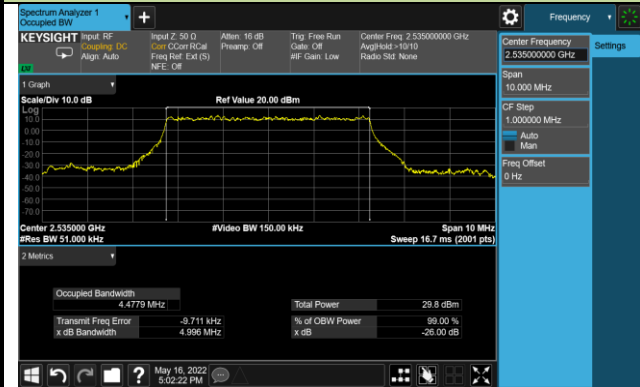 Spectrum Analyzer 1
Occupied BW
Frequency
KEYSIGHT
Input: RF
Coupling: DC
Align: Auto
Input Z: 50 Ω
Corr CCorr RCal
Freq Ref: Ext (S)
NFE: Off
Atten: 16 dB
Preamp: Off
Trig: Free Run
Gate: Off
#IF Gain: Low
Center Freq: 2.535000000 GHz
Avg|Hold:>10/10
Radio Std: None
Center Frequency
2.535000000 GHz
Settings
Span
10.000 MHz
CF Step
1.000000 MHz
Auto
Man
Freq Offset
0 Hz
1 Graph
Scale/Div 10.0 dB
Ref Value 20.00 dBm
Log
10.0
0.00
-10.0
-20.0
-30.0
-40.0
-50.0
-60.0
-70.0
Center 2.535000 GHz
#Video BW 150.00 kHz
Span 10 MHz
#Res BW 51.000 kHz
Sweep 16.7 ms (2001 pts)
2 Metrics
Occupied Bandwidth
4.4779 MHz
Total Power
29.8 dBm
Transmit Freq Error
-9.711 kHz
% of OBW Power
99.00 %
x dB Bandwidth
4.996 MHz
x dB
-26.00 dB
May 16, 2022
5:02:22 PM